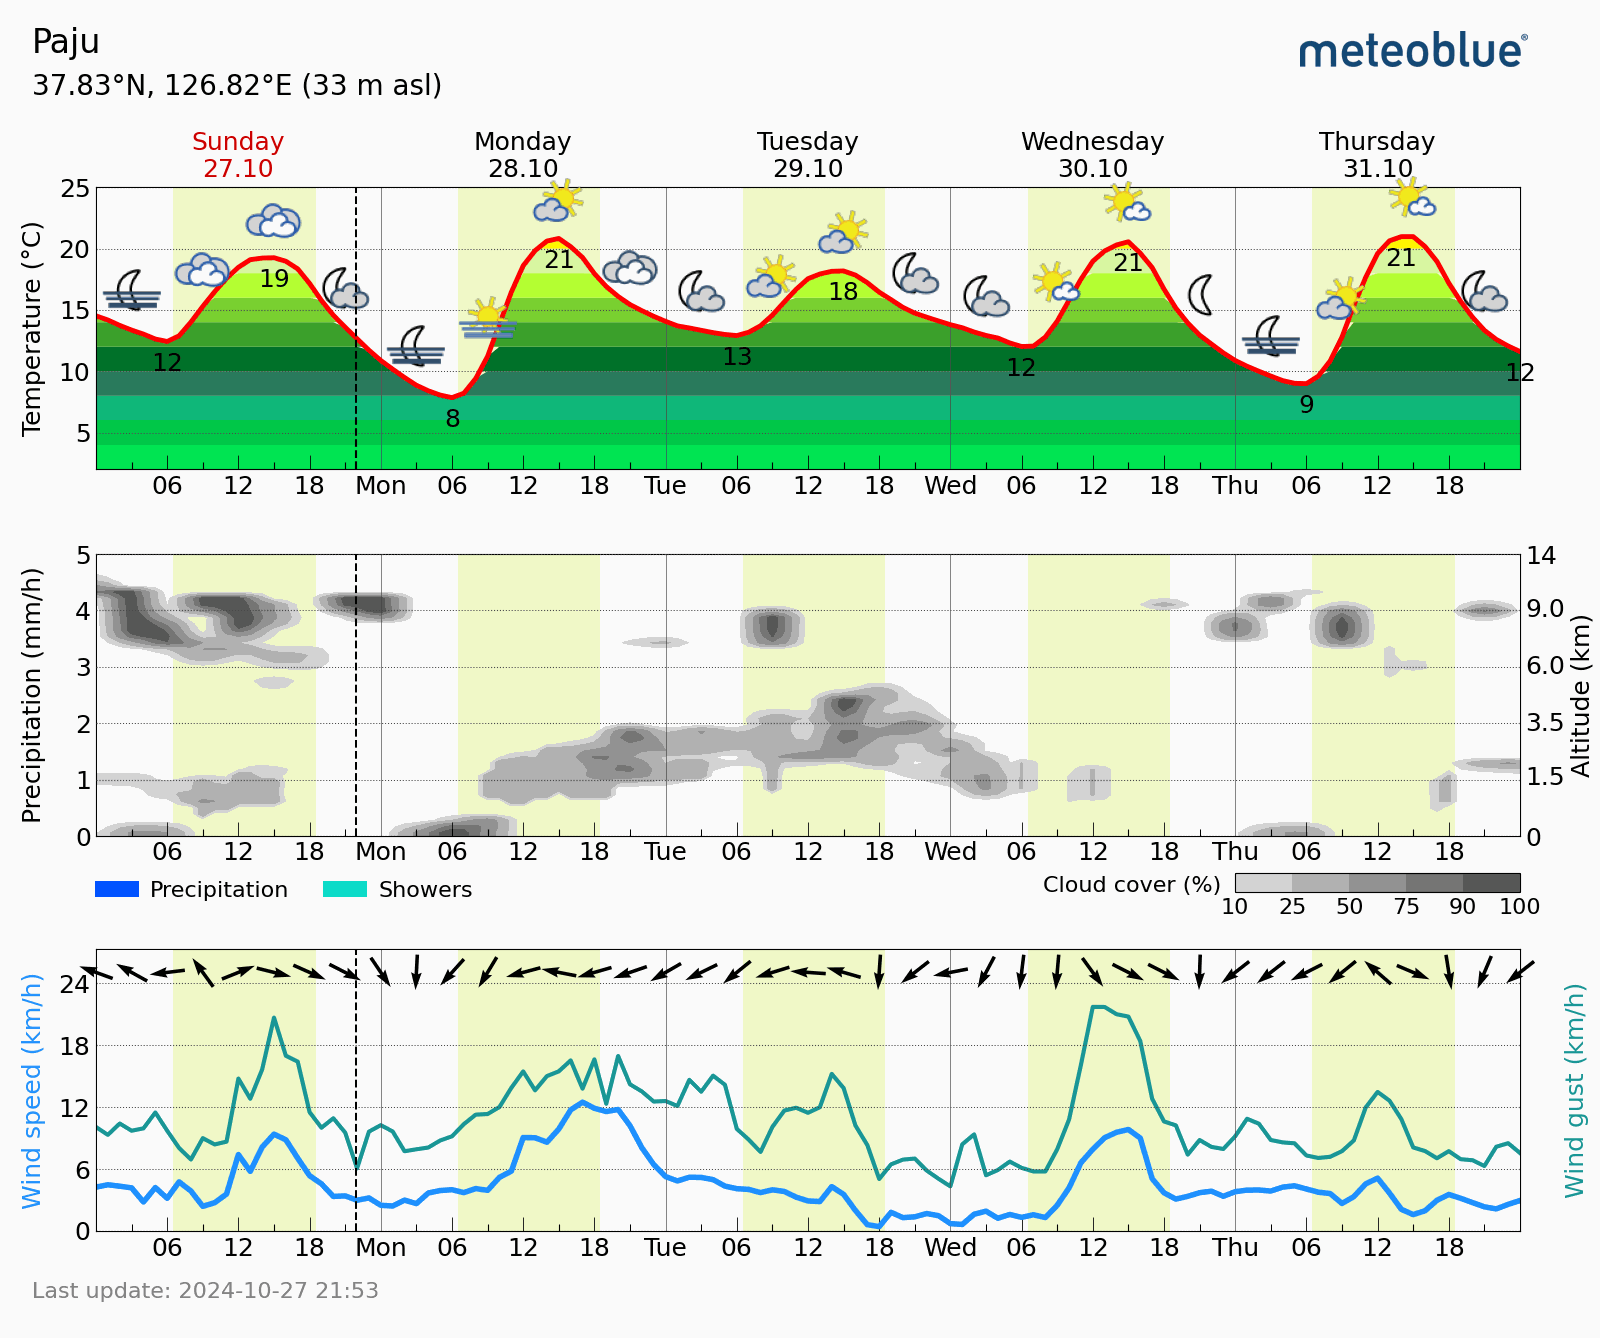 Paju
meteoblue®
37.83°N, 126.82°E (33 m asl)
Sunday Monday Tuesday Wednesday Thursday
27.10 28.10 29.10 30.10 31.10
Temperature (°C)
25
20
15
10
5
19 21 18 21 21
12 8 13 12 9 12
06 12 18 Mon 06 12 18 Tue 06 12 18 Wed 06 12 18 Thu 06 12 18
Precipitation (mm/h)
5
4
3
2
1
0
14
9.0
6.0
3.5
1.5
0
Altitude (km)
06 12 18 Mon 06 12 18 Tue 06 12 18 Wed 06 12 18 Thu 06 12 18
Precipitation Showers
Cloud cover (%)
10 25 50 75 90 100
Wind speed (km/h)
24
18
12
6
0
Wind gust (km/h)
06 12 18 Mon 06 12 18 Tue 06 12 18 Wed 06 12 18 Thu 06 12 18
Last update: 2024-10-27 21:53